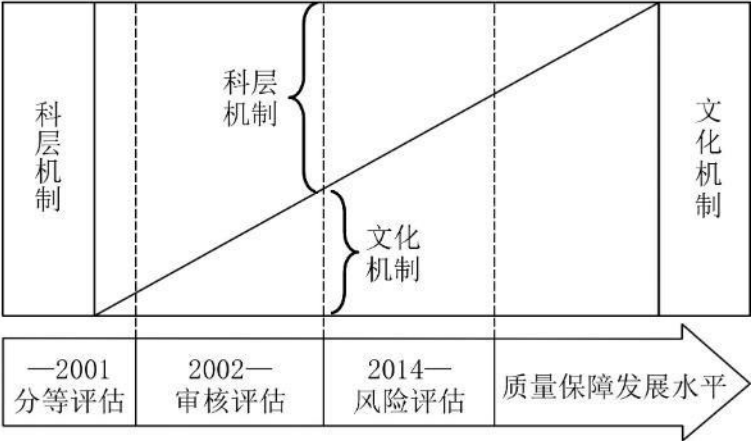 科层机制
科层
机制
文化
机制
文化机制
—2001
分等评估
2002—
审核评估
2014—
风险评估
质量保障发展水平